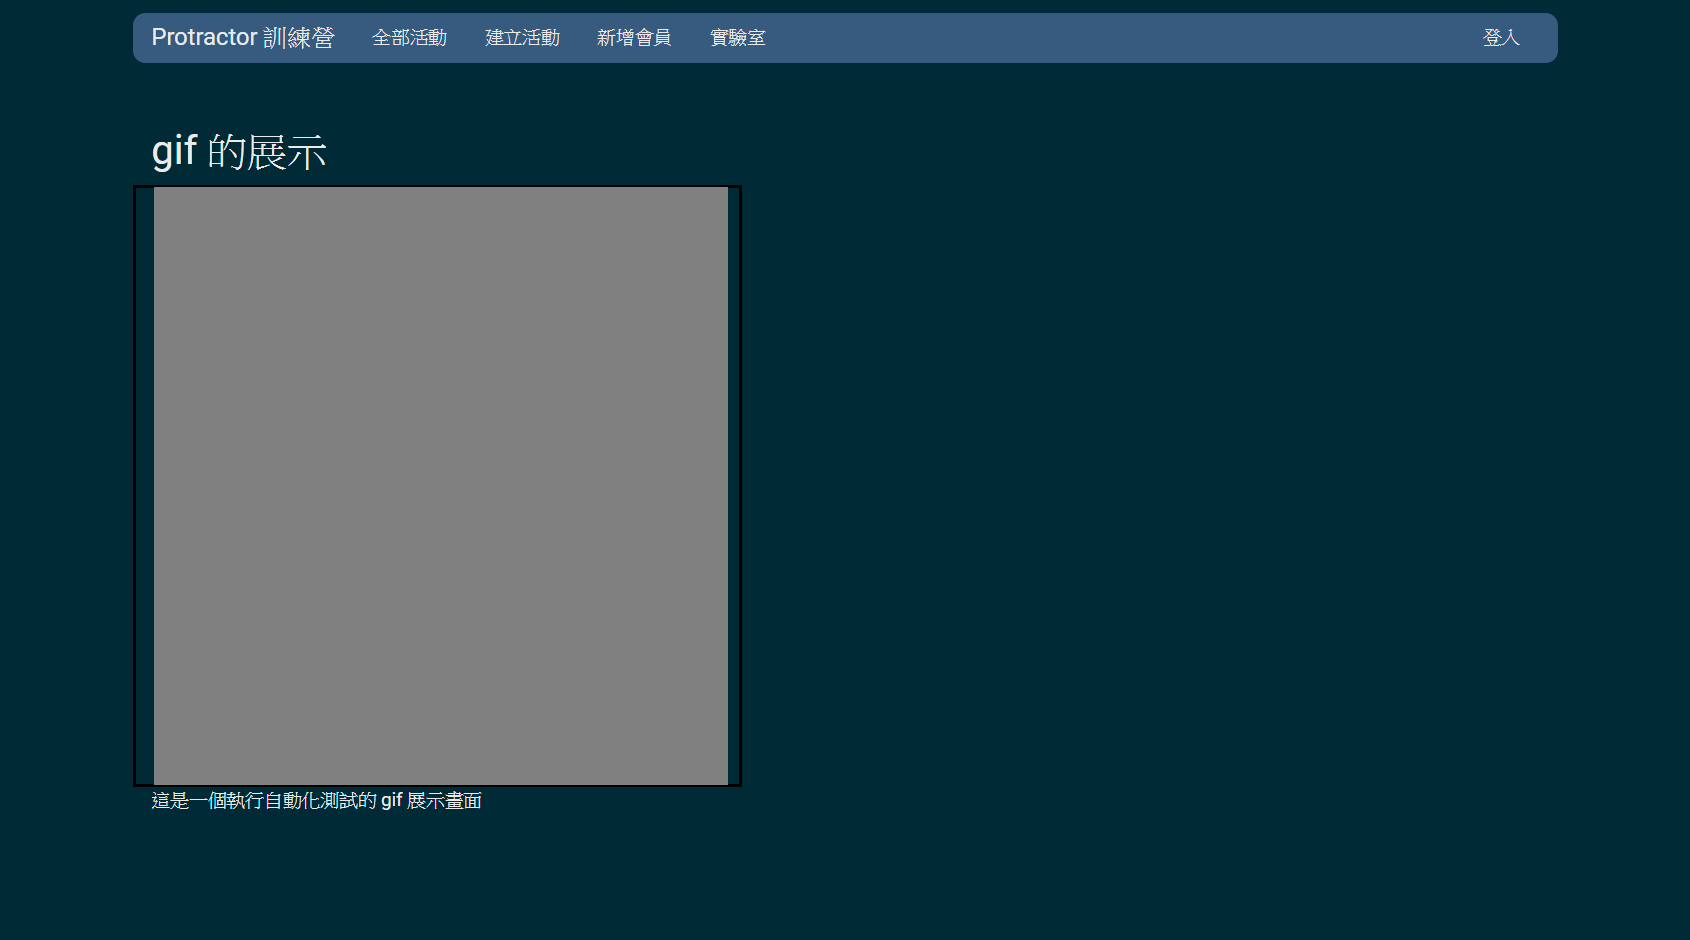 Protractor 訓練營 全部活動 建立活動 新增會員 實驗室 登入
gif 的展示
這是一個執行自動化測試的 gif 展示畫面